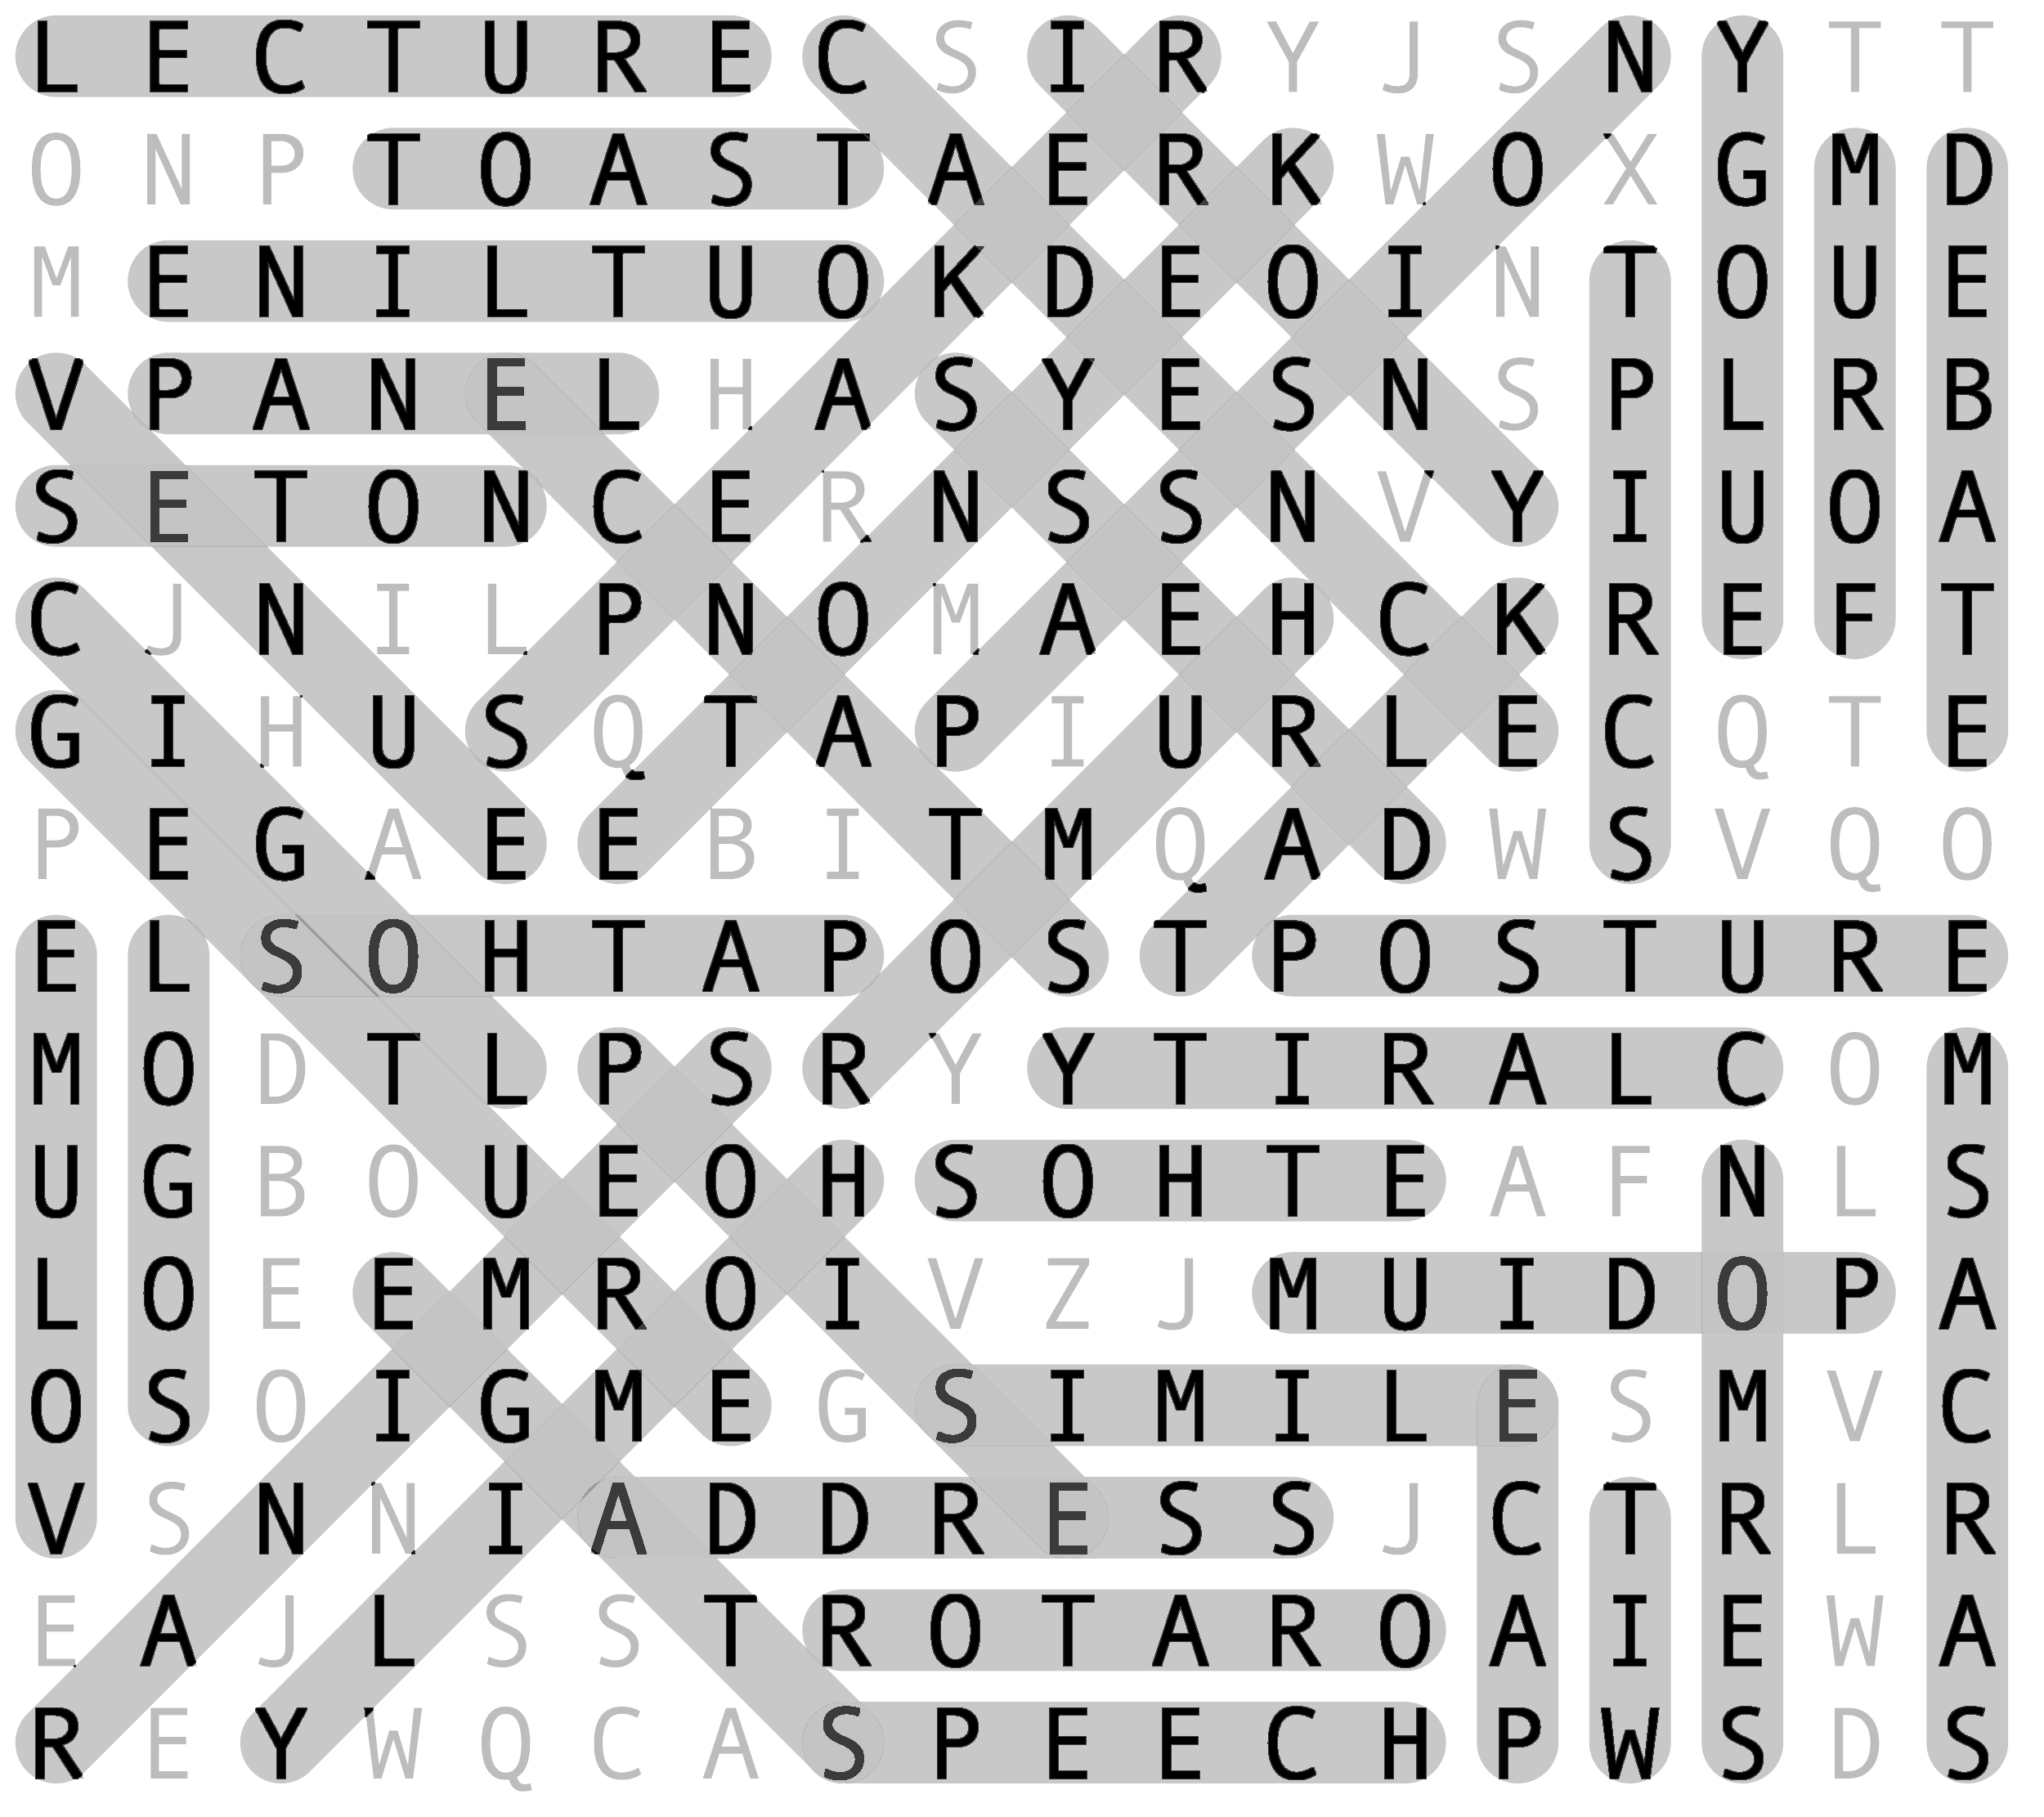 L E C T U R E C S I R Y J S N Y T T
O N P T O A S T A E R K W O X G M D
M E N I L T U O K D E O I N T O U E
V P A N E L H A S Y E S N S P L R B
S E T O N C E R N S S N V Y I U O A
C J N I L P N O M A E H C K R E F T
G I H U S Q T A P I U R L E C Q T E
P E G A E E B I T M Q A D W S V Q O
E L S O H T A P O S T P O S T U R E
M O D T L P S R Y Y T I R A L C O M
U G B O U E O H S O H T E A F N L S
L O E E M R O I V Z J M U I D O P A
O S O I G M E G S I M I L E S M V C
V S N N I A D D R E S S J C T R L R
E A J L S S T R O T A R O A I E W A
R E Y W Q C A S P E E C H P W S D S